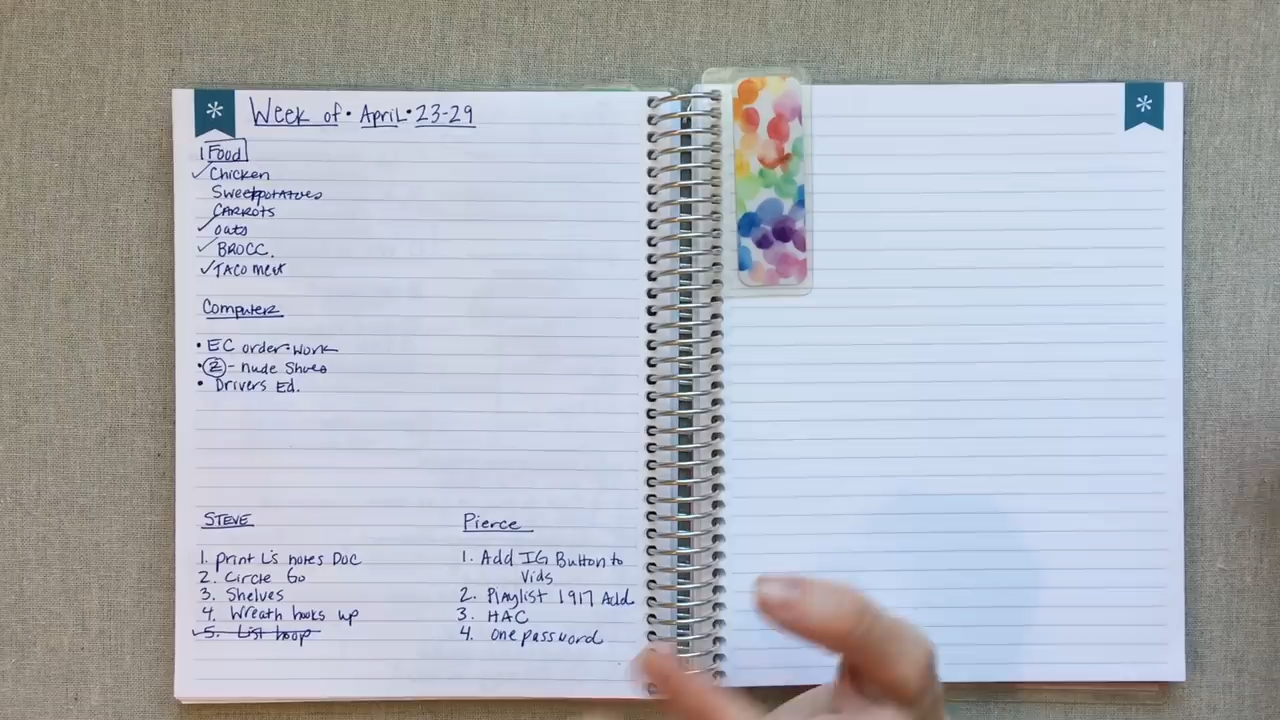 Week of • April • 23-29
Food
✓ Chicken
Sweetpotatoes
CARROTS
✓ oats
✓ BROCC.
✓ TACO meat
Computer
• EC order-work
• 2 - nude Shoes
• Drivers Ed.
STEVE
1. print L's notes Doc
2. Circle Go
3. Shelves
4. Wreath hooks up
✓ 5. List hoop
Pierce
1. Add IG Button to
Vids
2. Playlist 1917 Add
3. HAC
4. one password